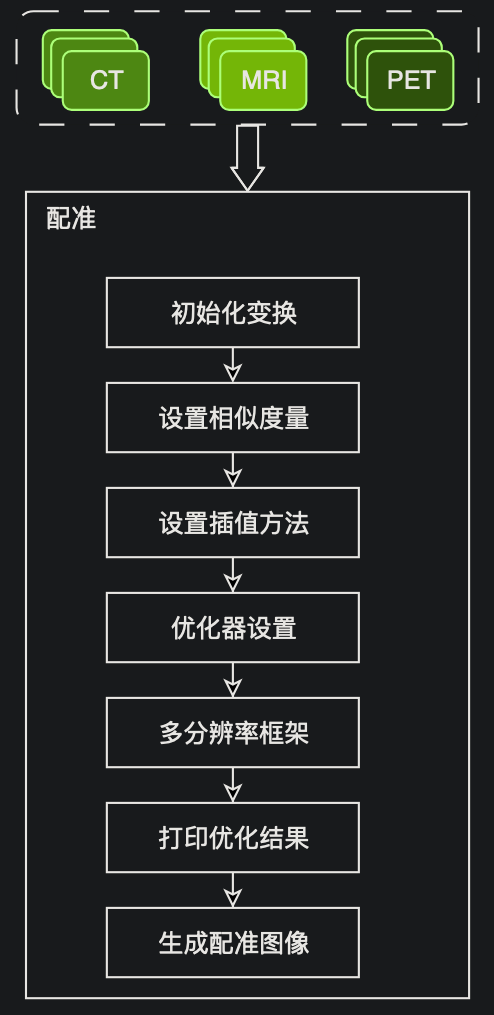 CT
MRI
PET
配准
初始化变换
设置相似度量
设置插值方法
优化器设置
多分辨率框架
打印优化结果
生成配准图像